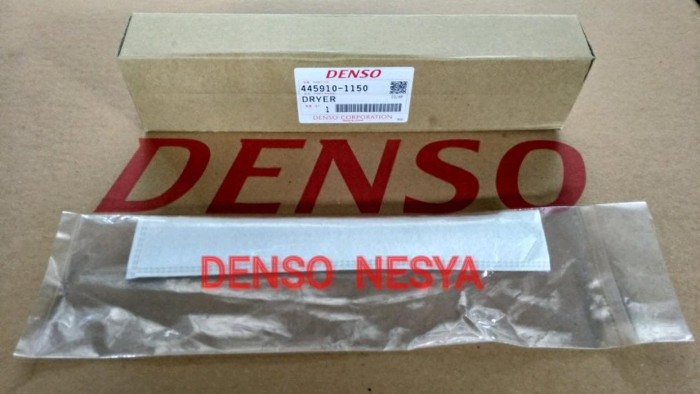 DENSO
445910-1150
DRYER
1
DENSO CORPORATION
DENSO
DENSO NESYA